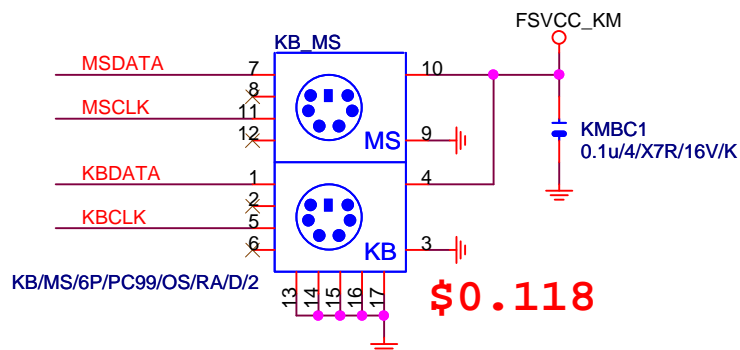 FSVCC_KM
KB_MS
MSDATA
7
10
8
MSCLK
11
12
MS
9
KMBC1
0.1u/4/X7R/16V/K
KBDATA
1
4
2
KBCLK
5
6
KB
3
KB/MS/6P/PC99/OS/RA/D/2
13
14
15
16
17
$0.118